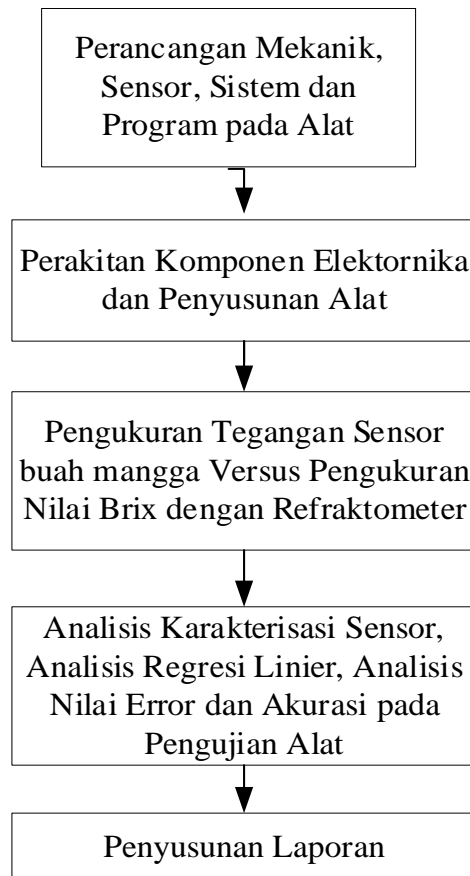 Perancangan Mekanik,
Sensor, Sistem dan
Program pada Alat
Perakitan Komponen Elektornika
dan Penyusunan Alat
Pengukuran Tegangan Sensor
buah mangga Versus Pengukuran
Nilai Brix dengan Refraktometer
Analisis Karakterisasi Sensor,
Analisis Regresi Linier, Analisis
Nilai Error dan Akurasi pada
Pengujian Alat
Penyusunan Laporan